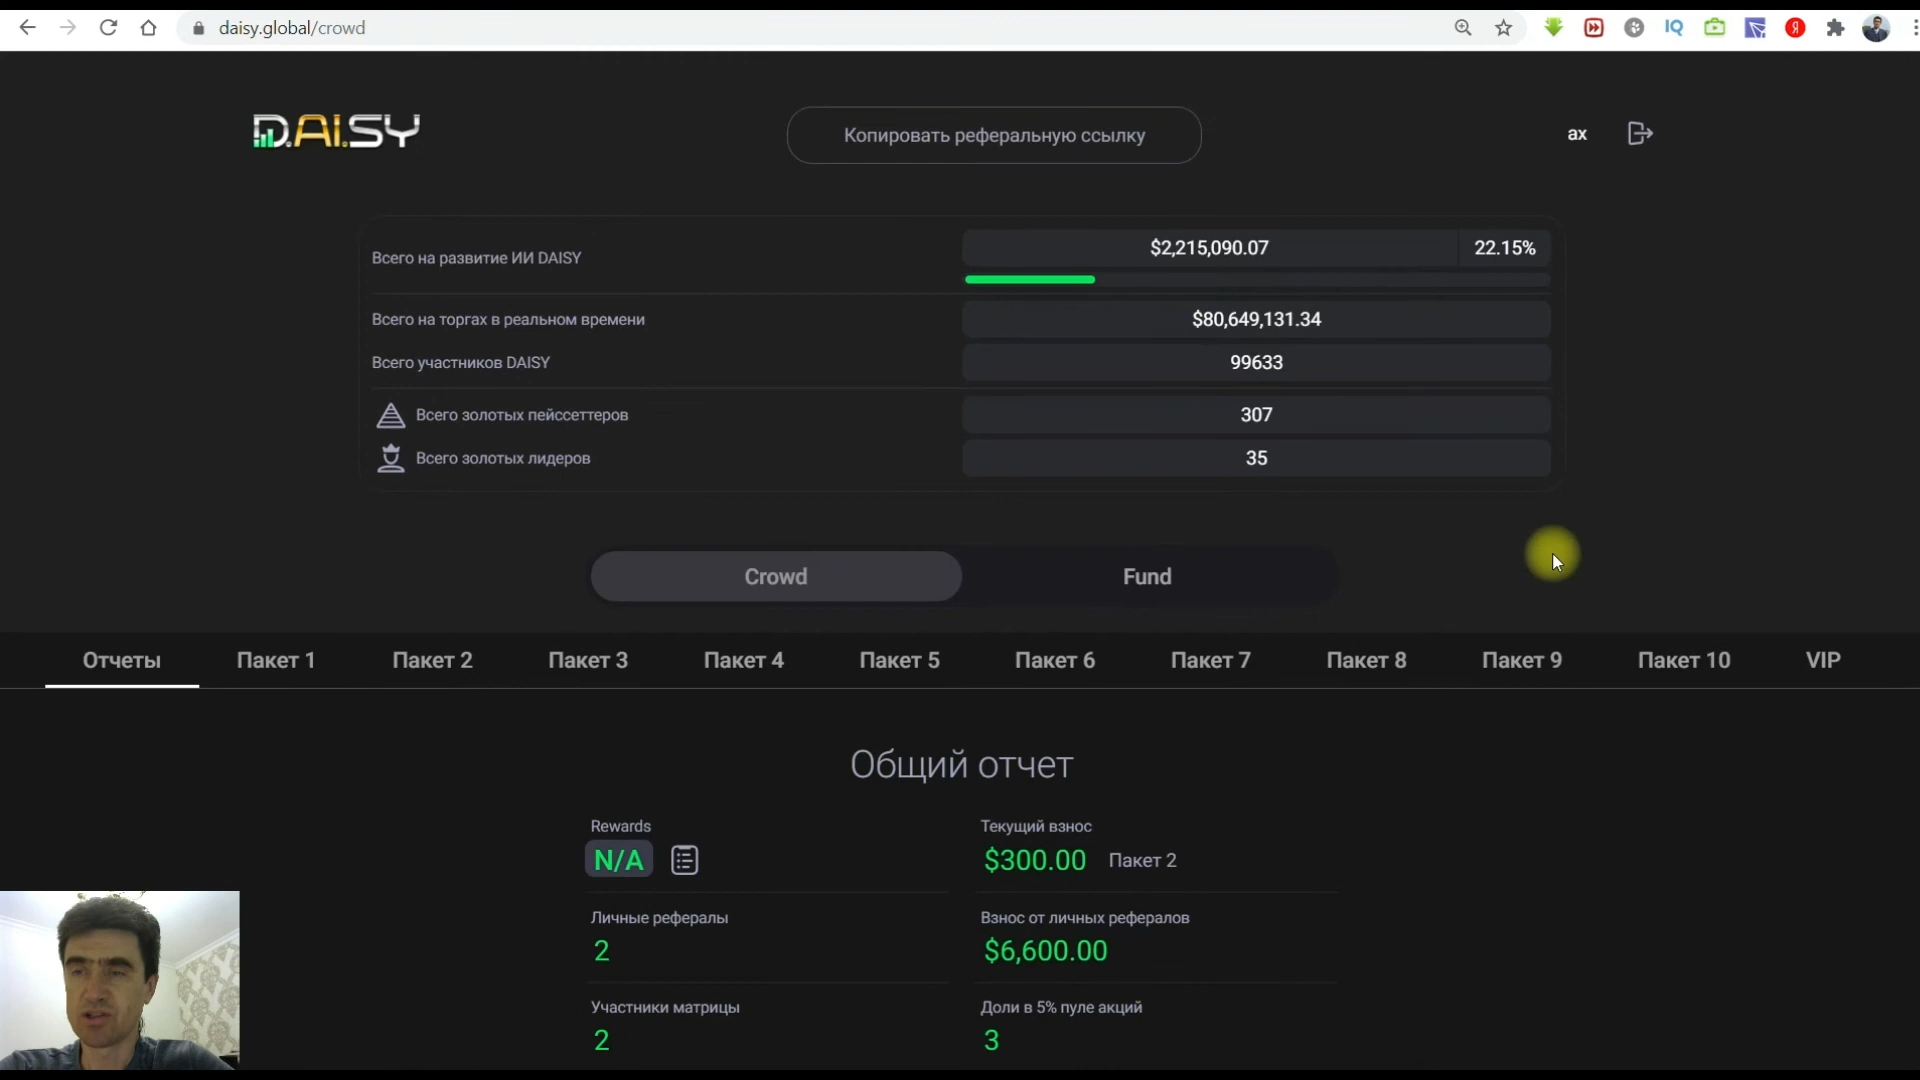 daisy.global/crowd
IQ
Я
D.AI.SY
Копировать реферальную ссылку
ax
Всего на развитие ИИ DAISY
$2,215,090.07
22.15%
Всего на торгах в реальном времени
$80,649,131.34
Всего участников DAISY
99633
Всего золотых пейссеттеров
307
Всего золотых лидеров
35
Crowd
Fund
Отчеты
Пакет 1
Пакет 2
Пакет 3
Пакет 4
Пакет 5
Пакет 6
Пакет 7
Пакет 8
Пакет 9
Пакет 10
VIP
Общий отчет
Rewards
N/A
Текущий взнос
$300.00 Пакет 2
Личные рефералы
2
Взнос от личных рефералов
$6,600.00
Участники матрицы
2
Доли в 5% пуле акций
3